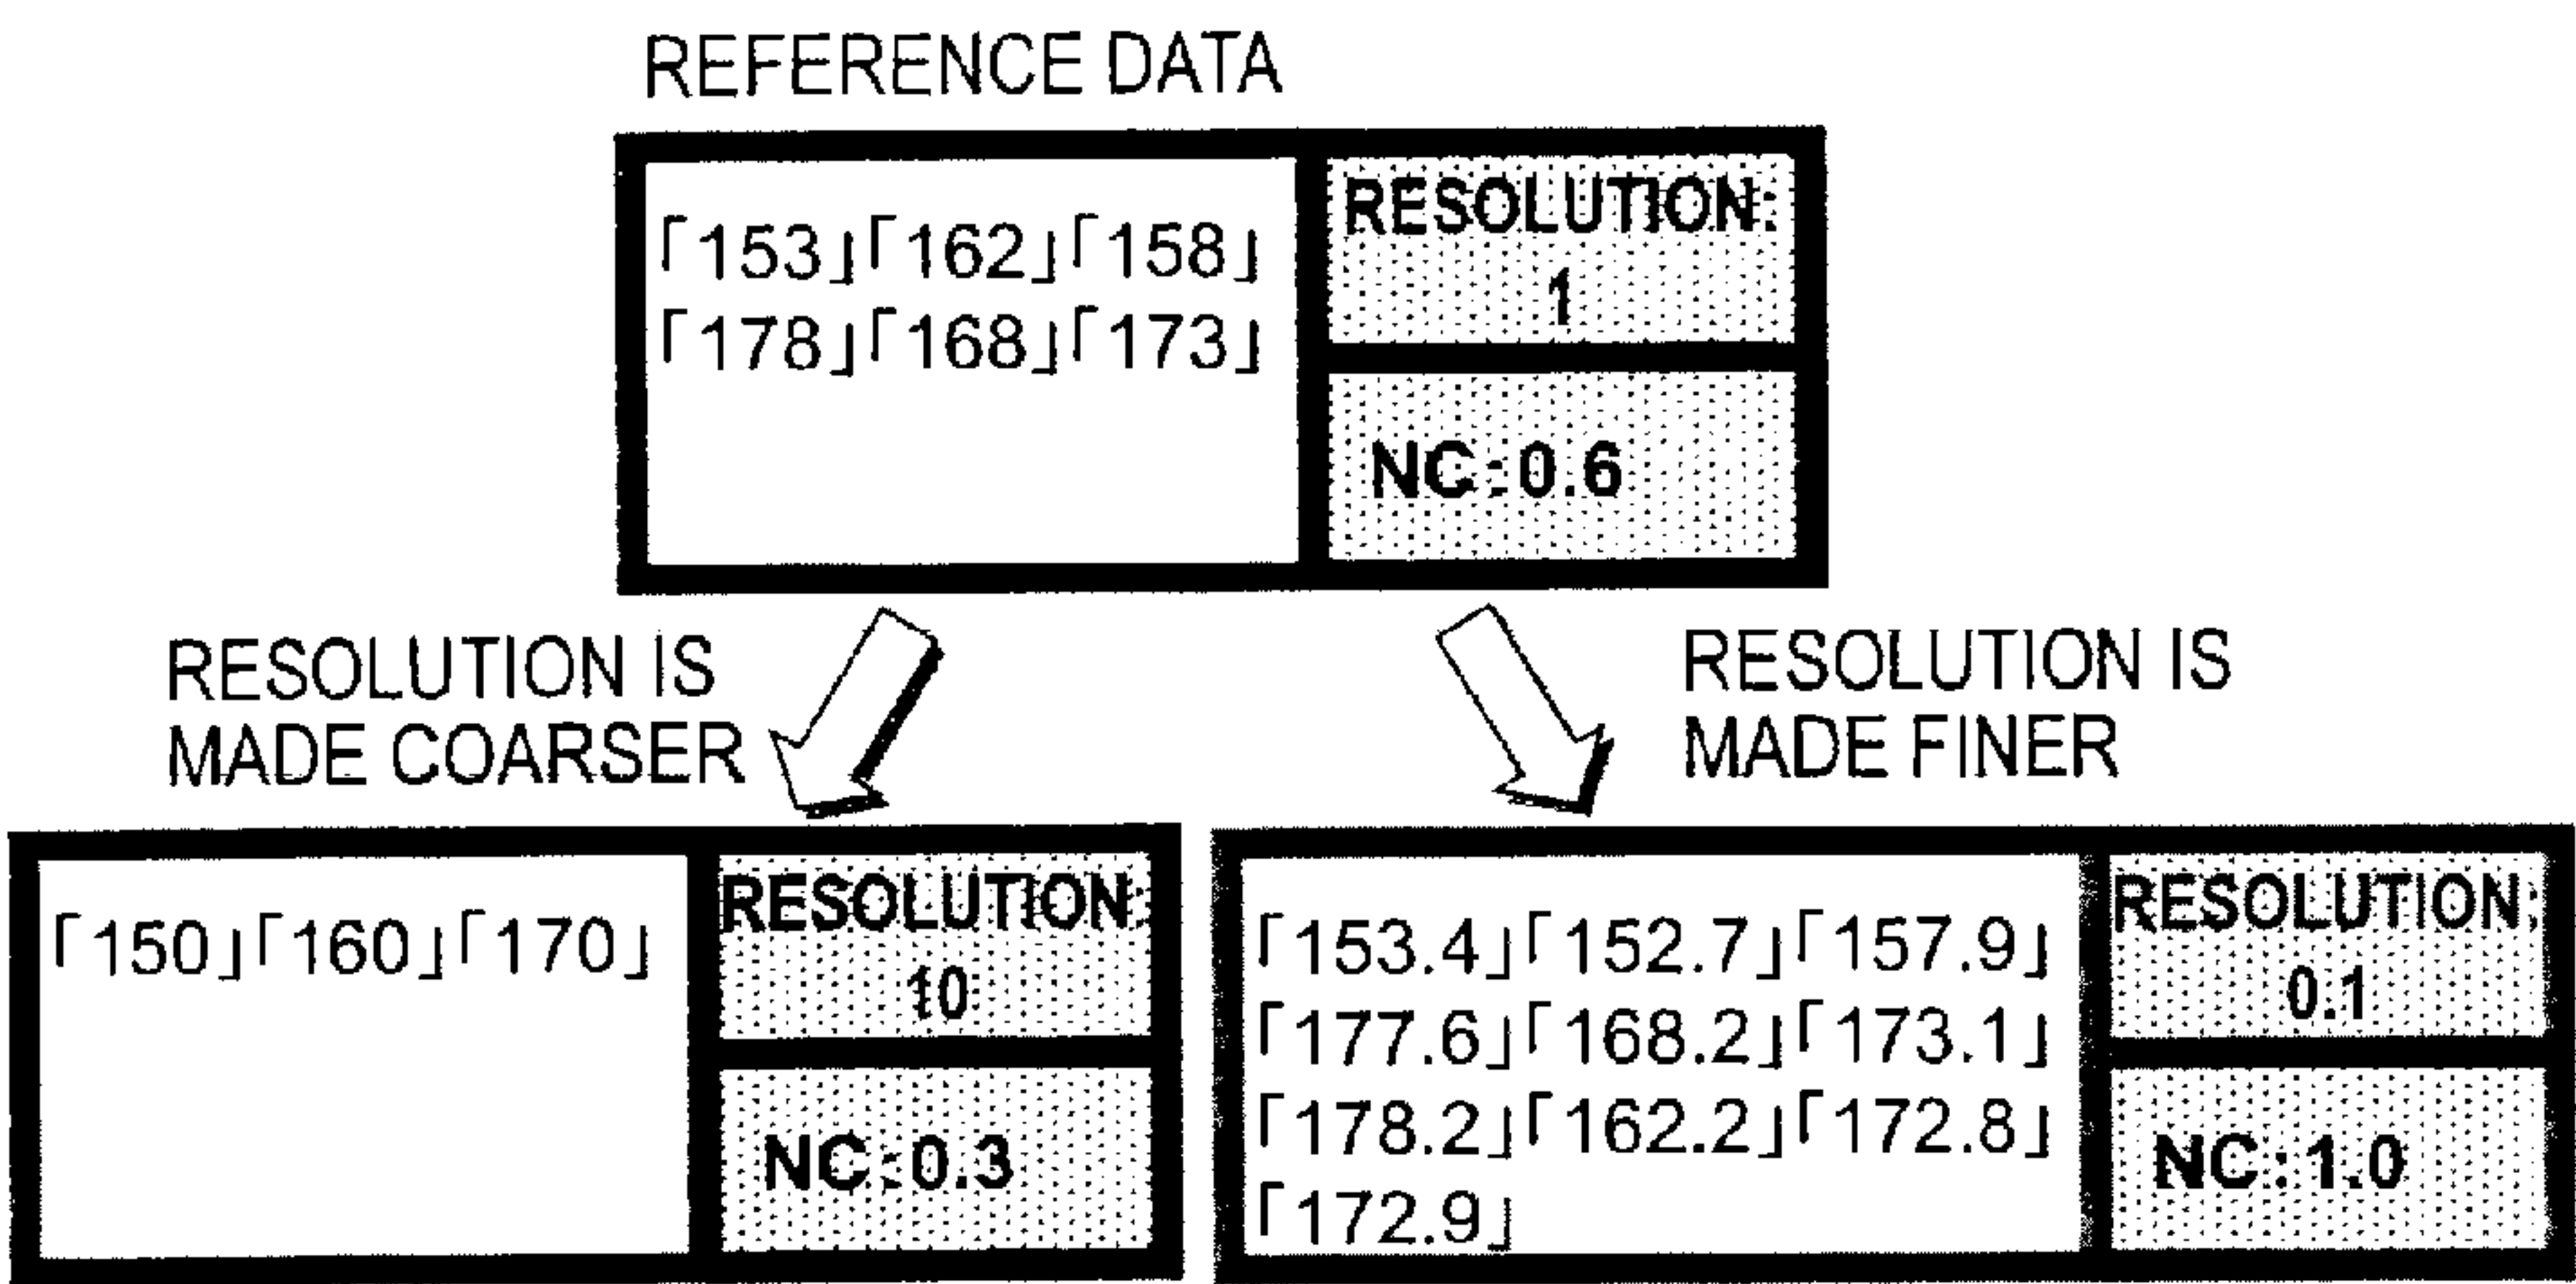 REFERENCE DATA
「153」「162」「158」
「178」「168」「173」
RESOLUTION:
1
NC:0.6
RESOLUTION IS
MADE COARSER
RESOLUTION IS
MADE FINER
「150」「160」「170」
RESOLUTION:
10
NC:0.3
「153.4」「152.7」「157.9」
「177.6」「168.2」「173.1」
「178.2」「162.2」「172.8」
「172.9」
RESOLUTION:
0.1
NC:1.0